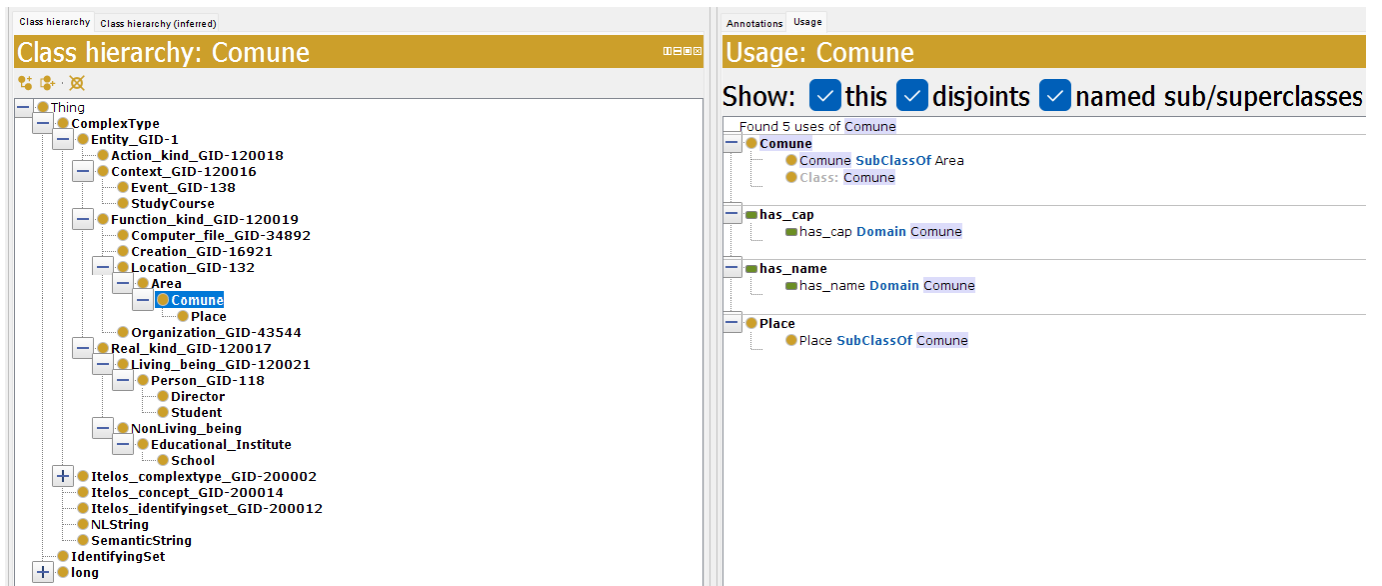 Class hierarchy Class hierarchy (inferred)
Class hierarchy: Comune
Thing
ComplexType
Entity_GID-1
Action_kind_GID-120018
Context_GID-120016
Event_GID-138
StudyCourse
Function_kind_GID-120019
Computer_file_GID-34892
Creation_GID-16921
Location_GID-132
Area
Comune
Place
Organization_GID-43544
Real_kind_GID-120017
Living_being_GID-120021
Person_GID-118
Director
Student
NonLiving_being
Educational_Institute
School
Itelos_complextype_GID-200002
Itelos_concept_GID-200014
Itelos_identifyingset_GID-200012
NLString
SemanticString
IdentifyingSet
long
Annotations Usage
Usage: Comune
Show: this disjoints named sub/superclasses
Found 5 uses of Comune
Comune
Comune SubClassOf Area
Class: Comune
has_cap
has_cap Domain Comune
has_name
has_name Domain Comune
Place
Place SubClassOf Comune